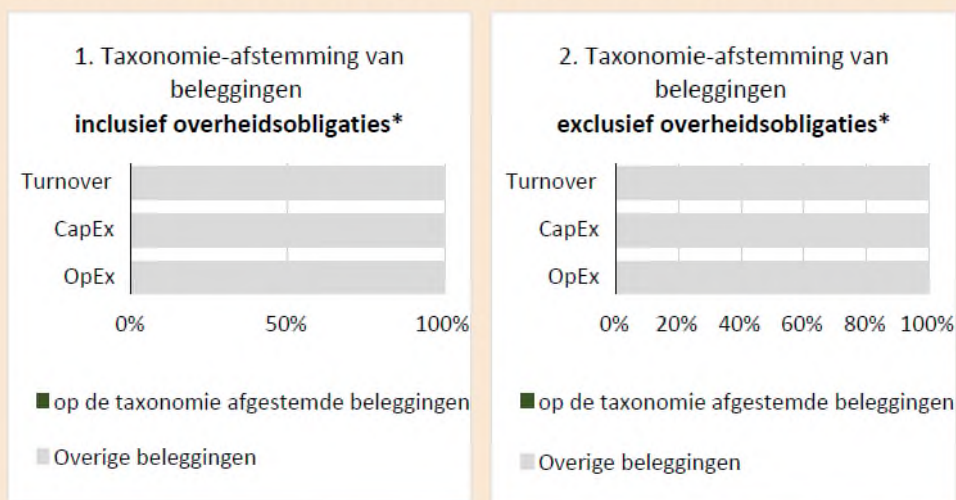 1. Taxonomie-afstemming van
beleggingen
inclusief overheidsobligaties*
Turnover
CapEx
OpEx
0% 50% 100%
op de taxonomie afgestemde beleggingen
Overige beleggingen
2. Taxonomie-afstemming van
beleggingen
exclusief overheidsobligaties*
Turnover
CapEx
OpEx
0% 20% 40% 60% 80% 100%
op de taxonomie afgestemde beleggingen
Overige beleggingen